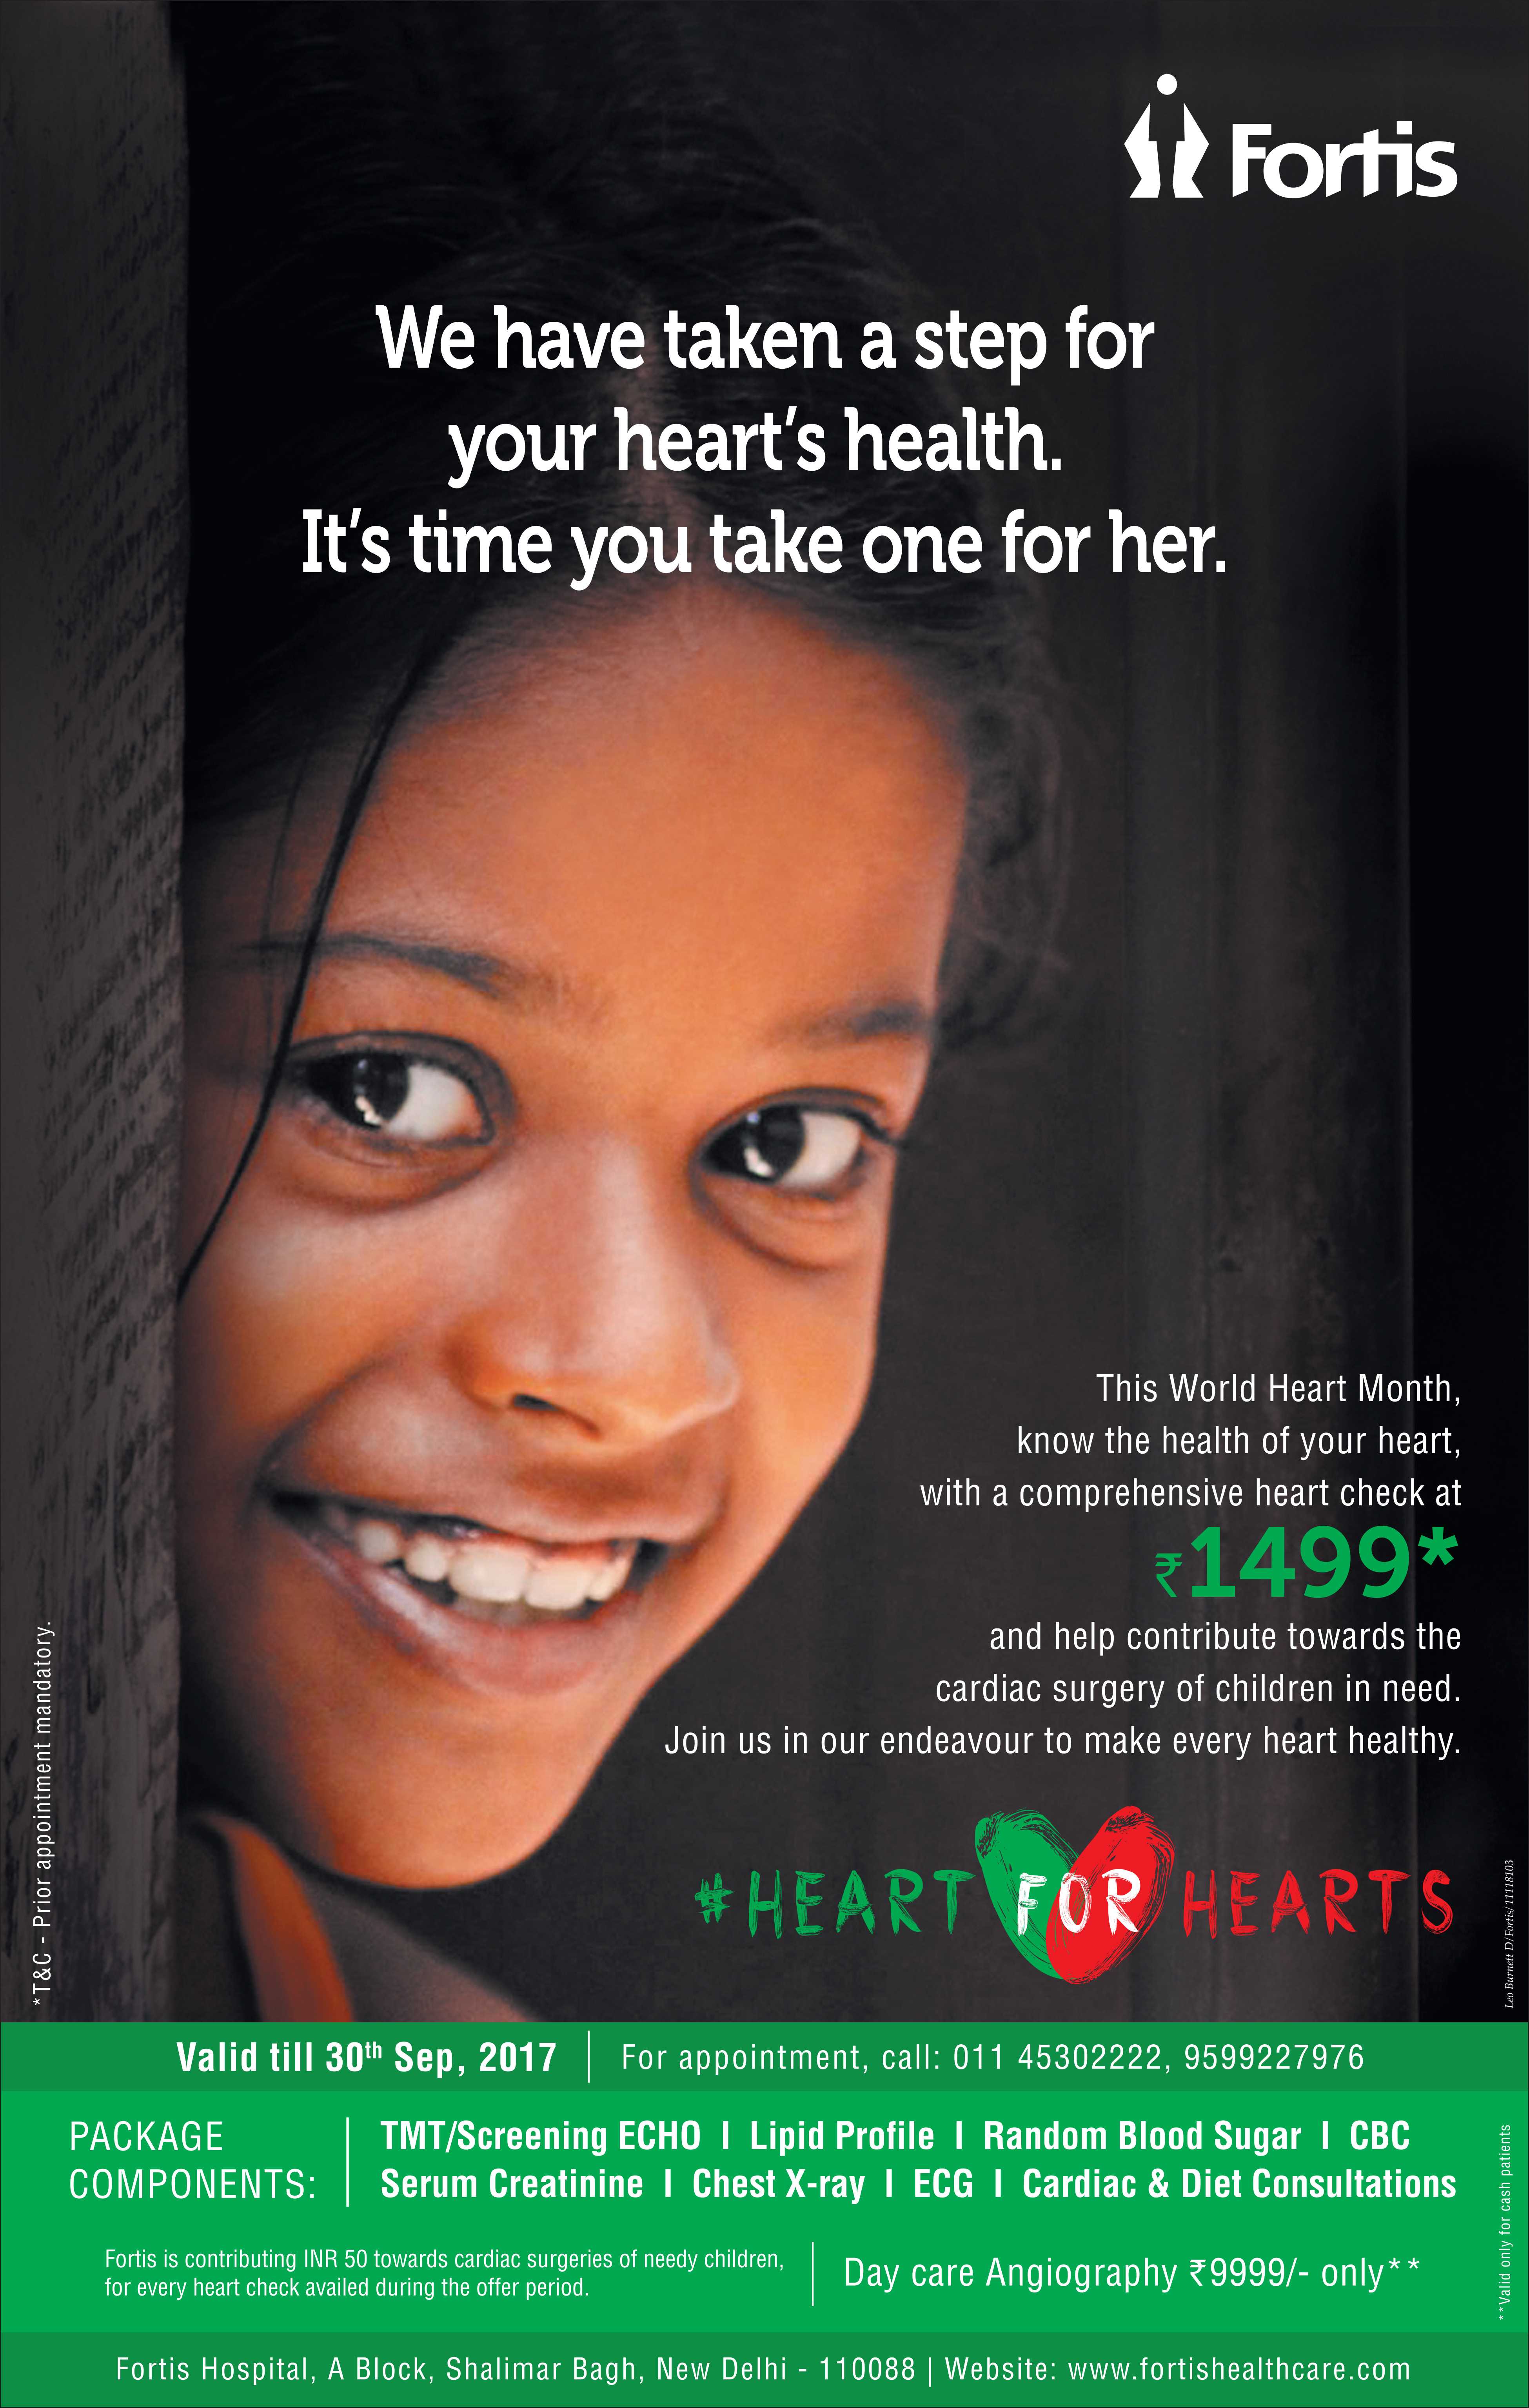 Fortis
We have taken a step for
your heart's health.
It's time you take one for her.
This World Heart Month,
know the health of your heart,
with a comprehensive heart check at
₹1499*
and help contribute towards the
cardiac surgery of children in need.
Join us in our endeavour to make every heart healthy.
#HEART FOR HEARTS
*T&C - Prior appointment mandatory.
Leo Burnett D/Fortis/11118103
Valid till 30th Sep, 2017 | For appointment, call: 011 45302222, 9599227976
PACKAGE
COMPONENTS:
TMT/Screening ECHO I Lipid Profile I Random Blood Sugar I CBC
Serum Creatinine I Chest X-ray I ECG I Cardiac & Diet Consultations
Fortis is contributing INR 50 towards cardiac surgeries of needy children,
for every heart check availed during the offer period.
Day care Angiography ₹9999/- only**
**Valid only for cash patients
Fortis Hospital, A Block, Shalimar Bagh, New Delhi - 110088 | Website: www.fortishealthcare.com